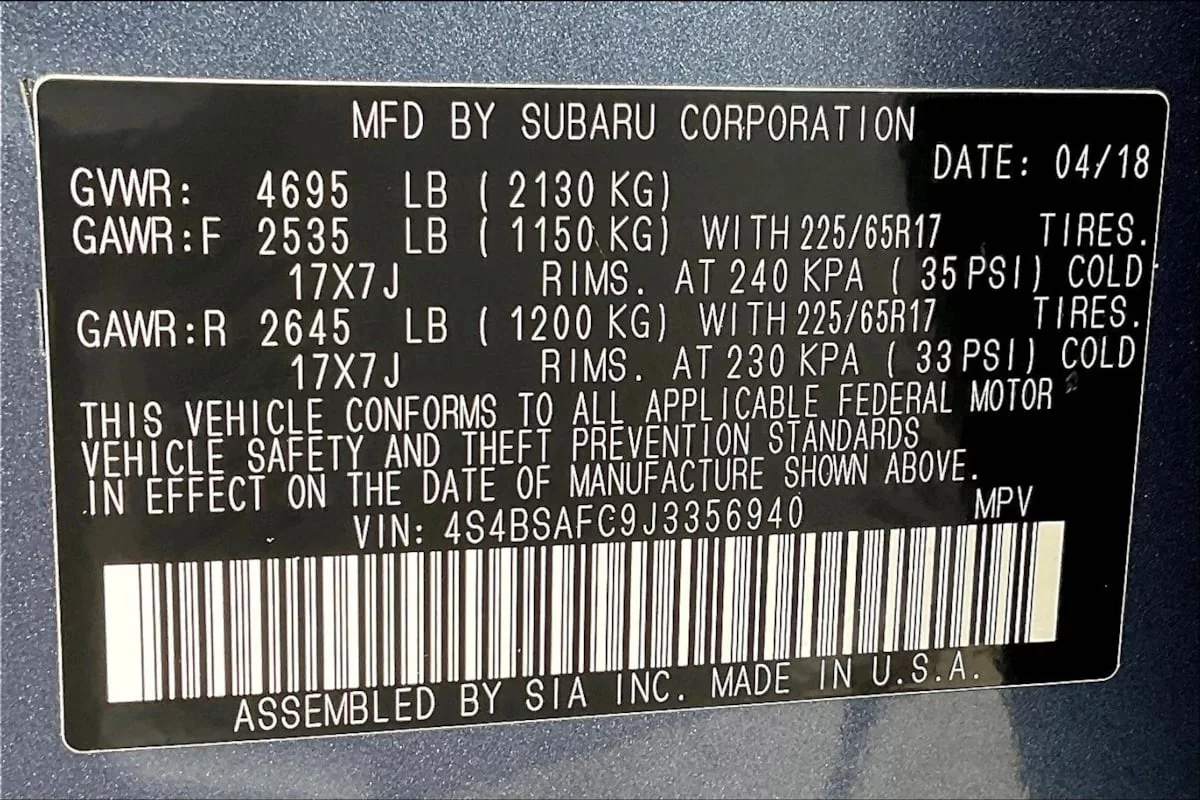 MFD BY SUBARU CORPORATION
DATE: 04/18
GVWR: 4695 LB ( 2130 KG)
GAWR:F 2535 LB ( 1150 KG) WITH 225/65R17 TIRES.
17X7J RIMS. AT 240 KPA ( 35 PSI) COLD
GAWR:R 2645 LB ( 1200 KG) WITH 225/65R17 TIRES.
17X7J RIMS. AT 230 KPA ( 33 PSI) COLD
THIS VEHICLE CONFORMS TO ALL APPLICABLE FEDERAL MOTOR
VEHICLE SAFETY AND THEFT PREVENTION STANDARDS
IN EFFECT ON THE DATE OF MANUFACTURE SHOWN ABOVE.
VIN: 4S4BSAFC9J3356940 MPV
ASSEMBLED BY SIA INC. MADE IN U.S.A.